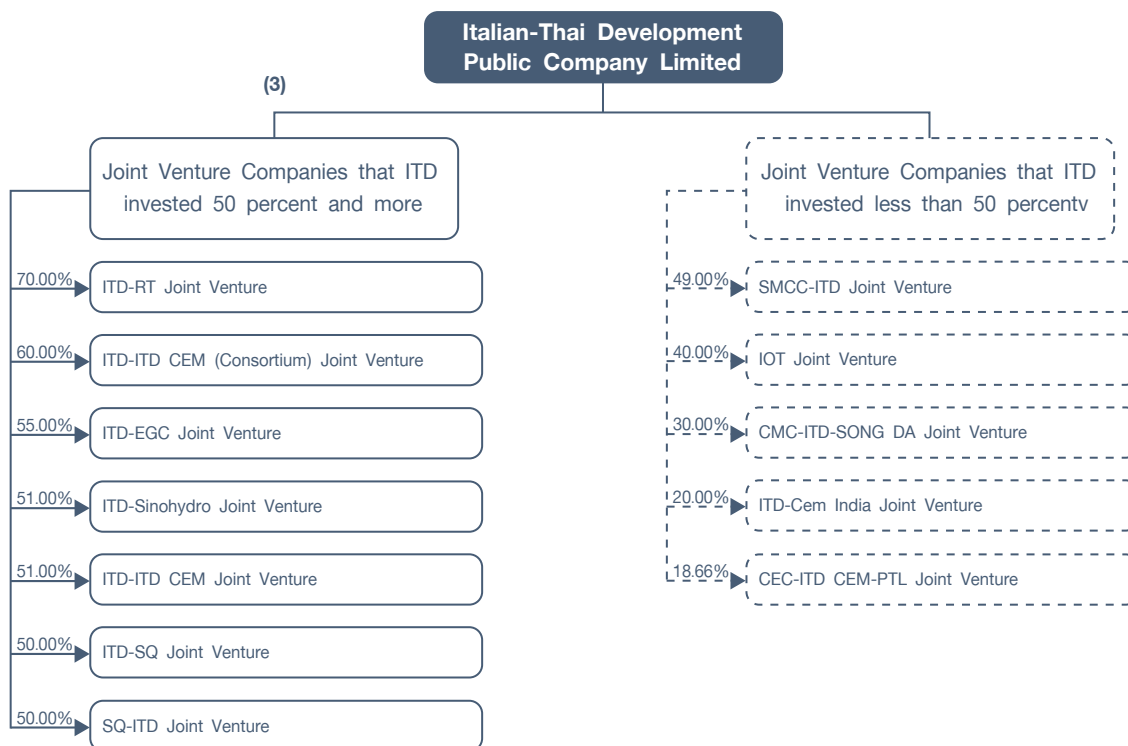 Italian-Thai Development
Public Company Limited
(3)
Joint Venture Companies that ITD
invested 50 percent and more
70.00%
ITD-RT Joint Venture
60.00%
ITD-ITD CEM (Consortium) Joint Venture
55.00%
ITD-EGC Joint Venture
51.00%
ITD-Sinohydro Joint Venture
51.00%
ITD-ITD CEM Joint Venture
50.00%
ITD-SQ Joint Venture
50.00%
SQ-ITD Joint Venture
Joint Venture Companies that ITD
invested less than 50 percentv
49.00%
SMCC-ITD Joint Venture
40.00%
IOT Joint Venture
30.00%
CMC-ITD-SONG DA Joint Venture
20.00%
ITD-Cem India Joint Venture
18.66%
CEC-ITD CEM-PTL Joint Venture